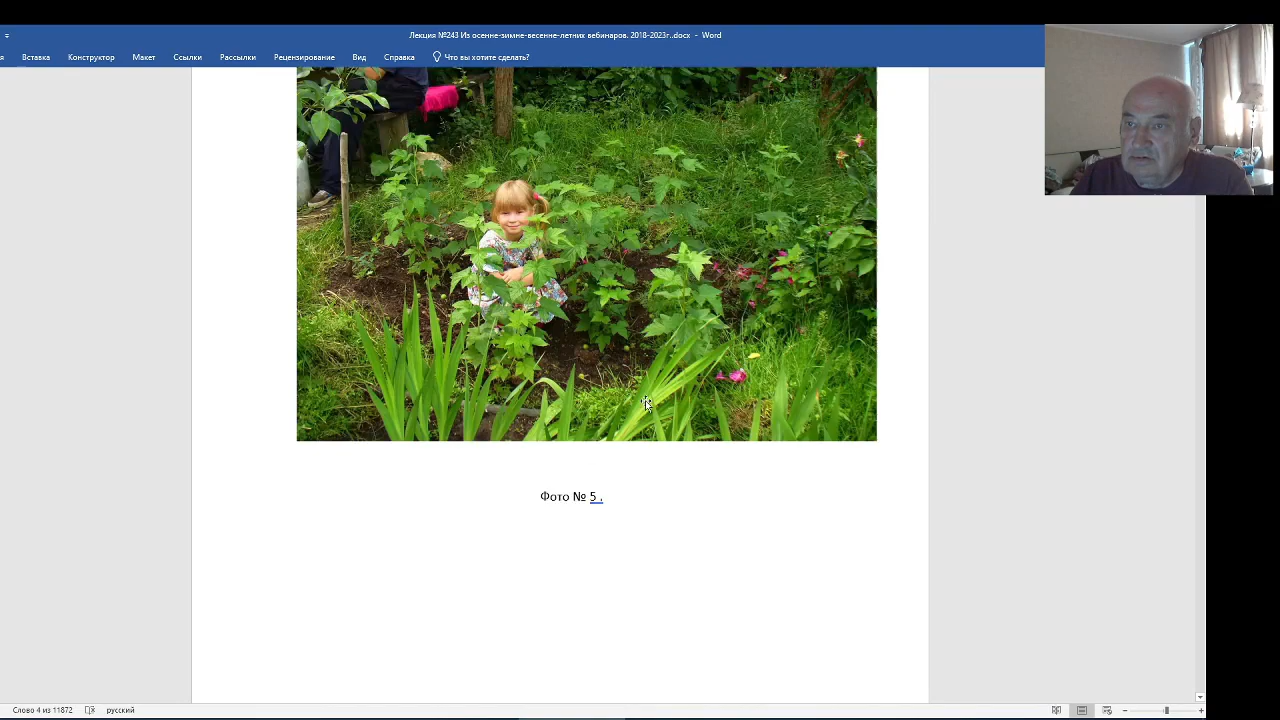 Лекция №243 Из осенне-зимне-весенне-летних вебинаров. 2018-2023г..docx - Word
я Вставка Конструктор Макет Ссылки Рассылки Рецензирование Вид Справка Что вы хотите сделать?
Фото № 5 .
Слово 4 из 11872 русский